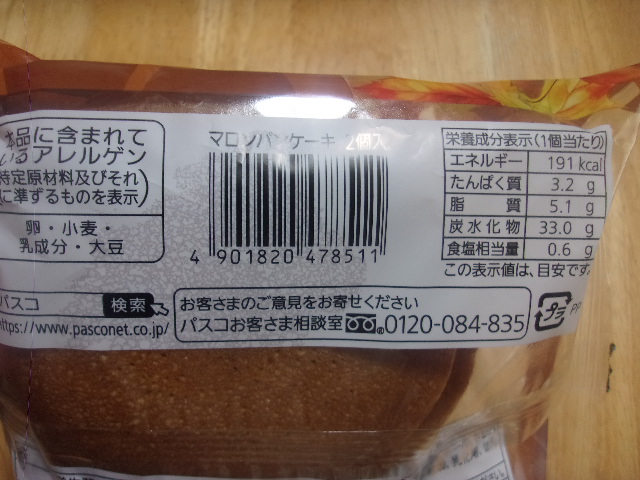 本品に含まれて
いるアレルゲン
(特定原材料及びそれ
に準ずるものを表示)
卵・小麦・
乳成分・大豆
マロンパンケーキ 2個入
4 901820 478511
栄養成分表示(1個当たり)
エネルギー 191 kcal
たんぱく質 3.2 g
脂質 5.1 g
炭水化物 33.0 g
食塩相当量 0.6 g
この表示値は、目安です。
パスコ 検索
https://www.pasconet.co.jp/
お客さまのご意見をお寄せください
パスコお客さま相談室 0120-084-835
プラ
PP